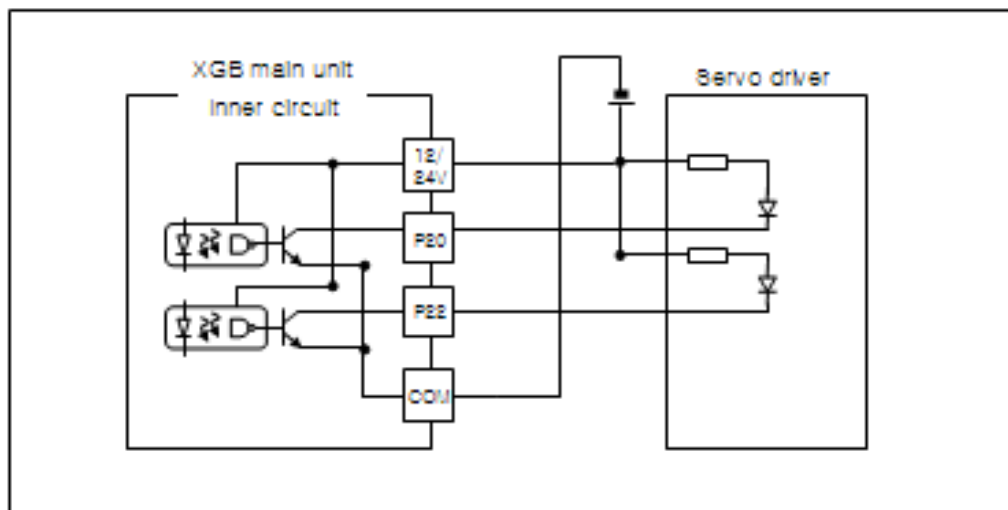 XGB main unit
inner circuit
Servo driver
12/
24V
P20
P22
COM